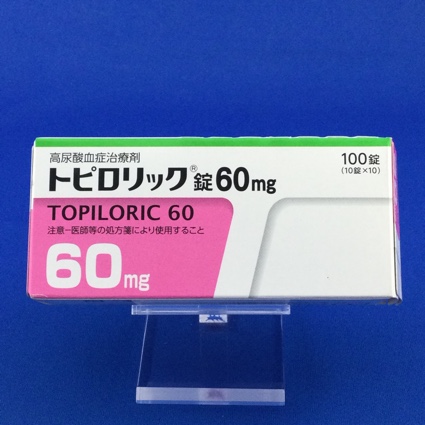 高尿酸血症治療剤
トピロリック®錠60mg
100錠
(10錠×10)
TOPILORIC 60
注意−医師等の処方箋により使用すること
60mg